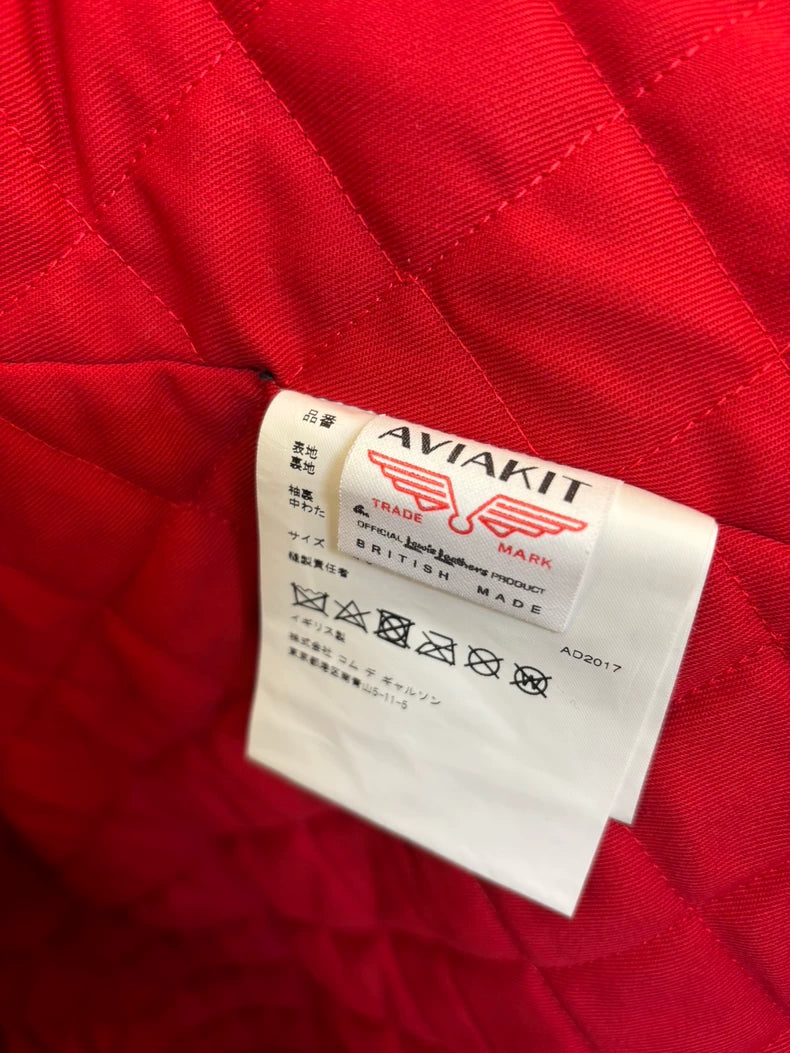 品番
表地
裏地
袖裏
中わた
サイズ
縫製責任者
イギリス製
株式会社 コム デ ギャルソン
東京都港区南青山5-11-5
AVIAKIT
TRADE MARK
An
OFFICIAL Lewis Leathers PRODUCT
BRITISH MADE
AD2017